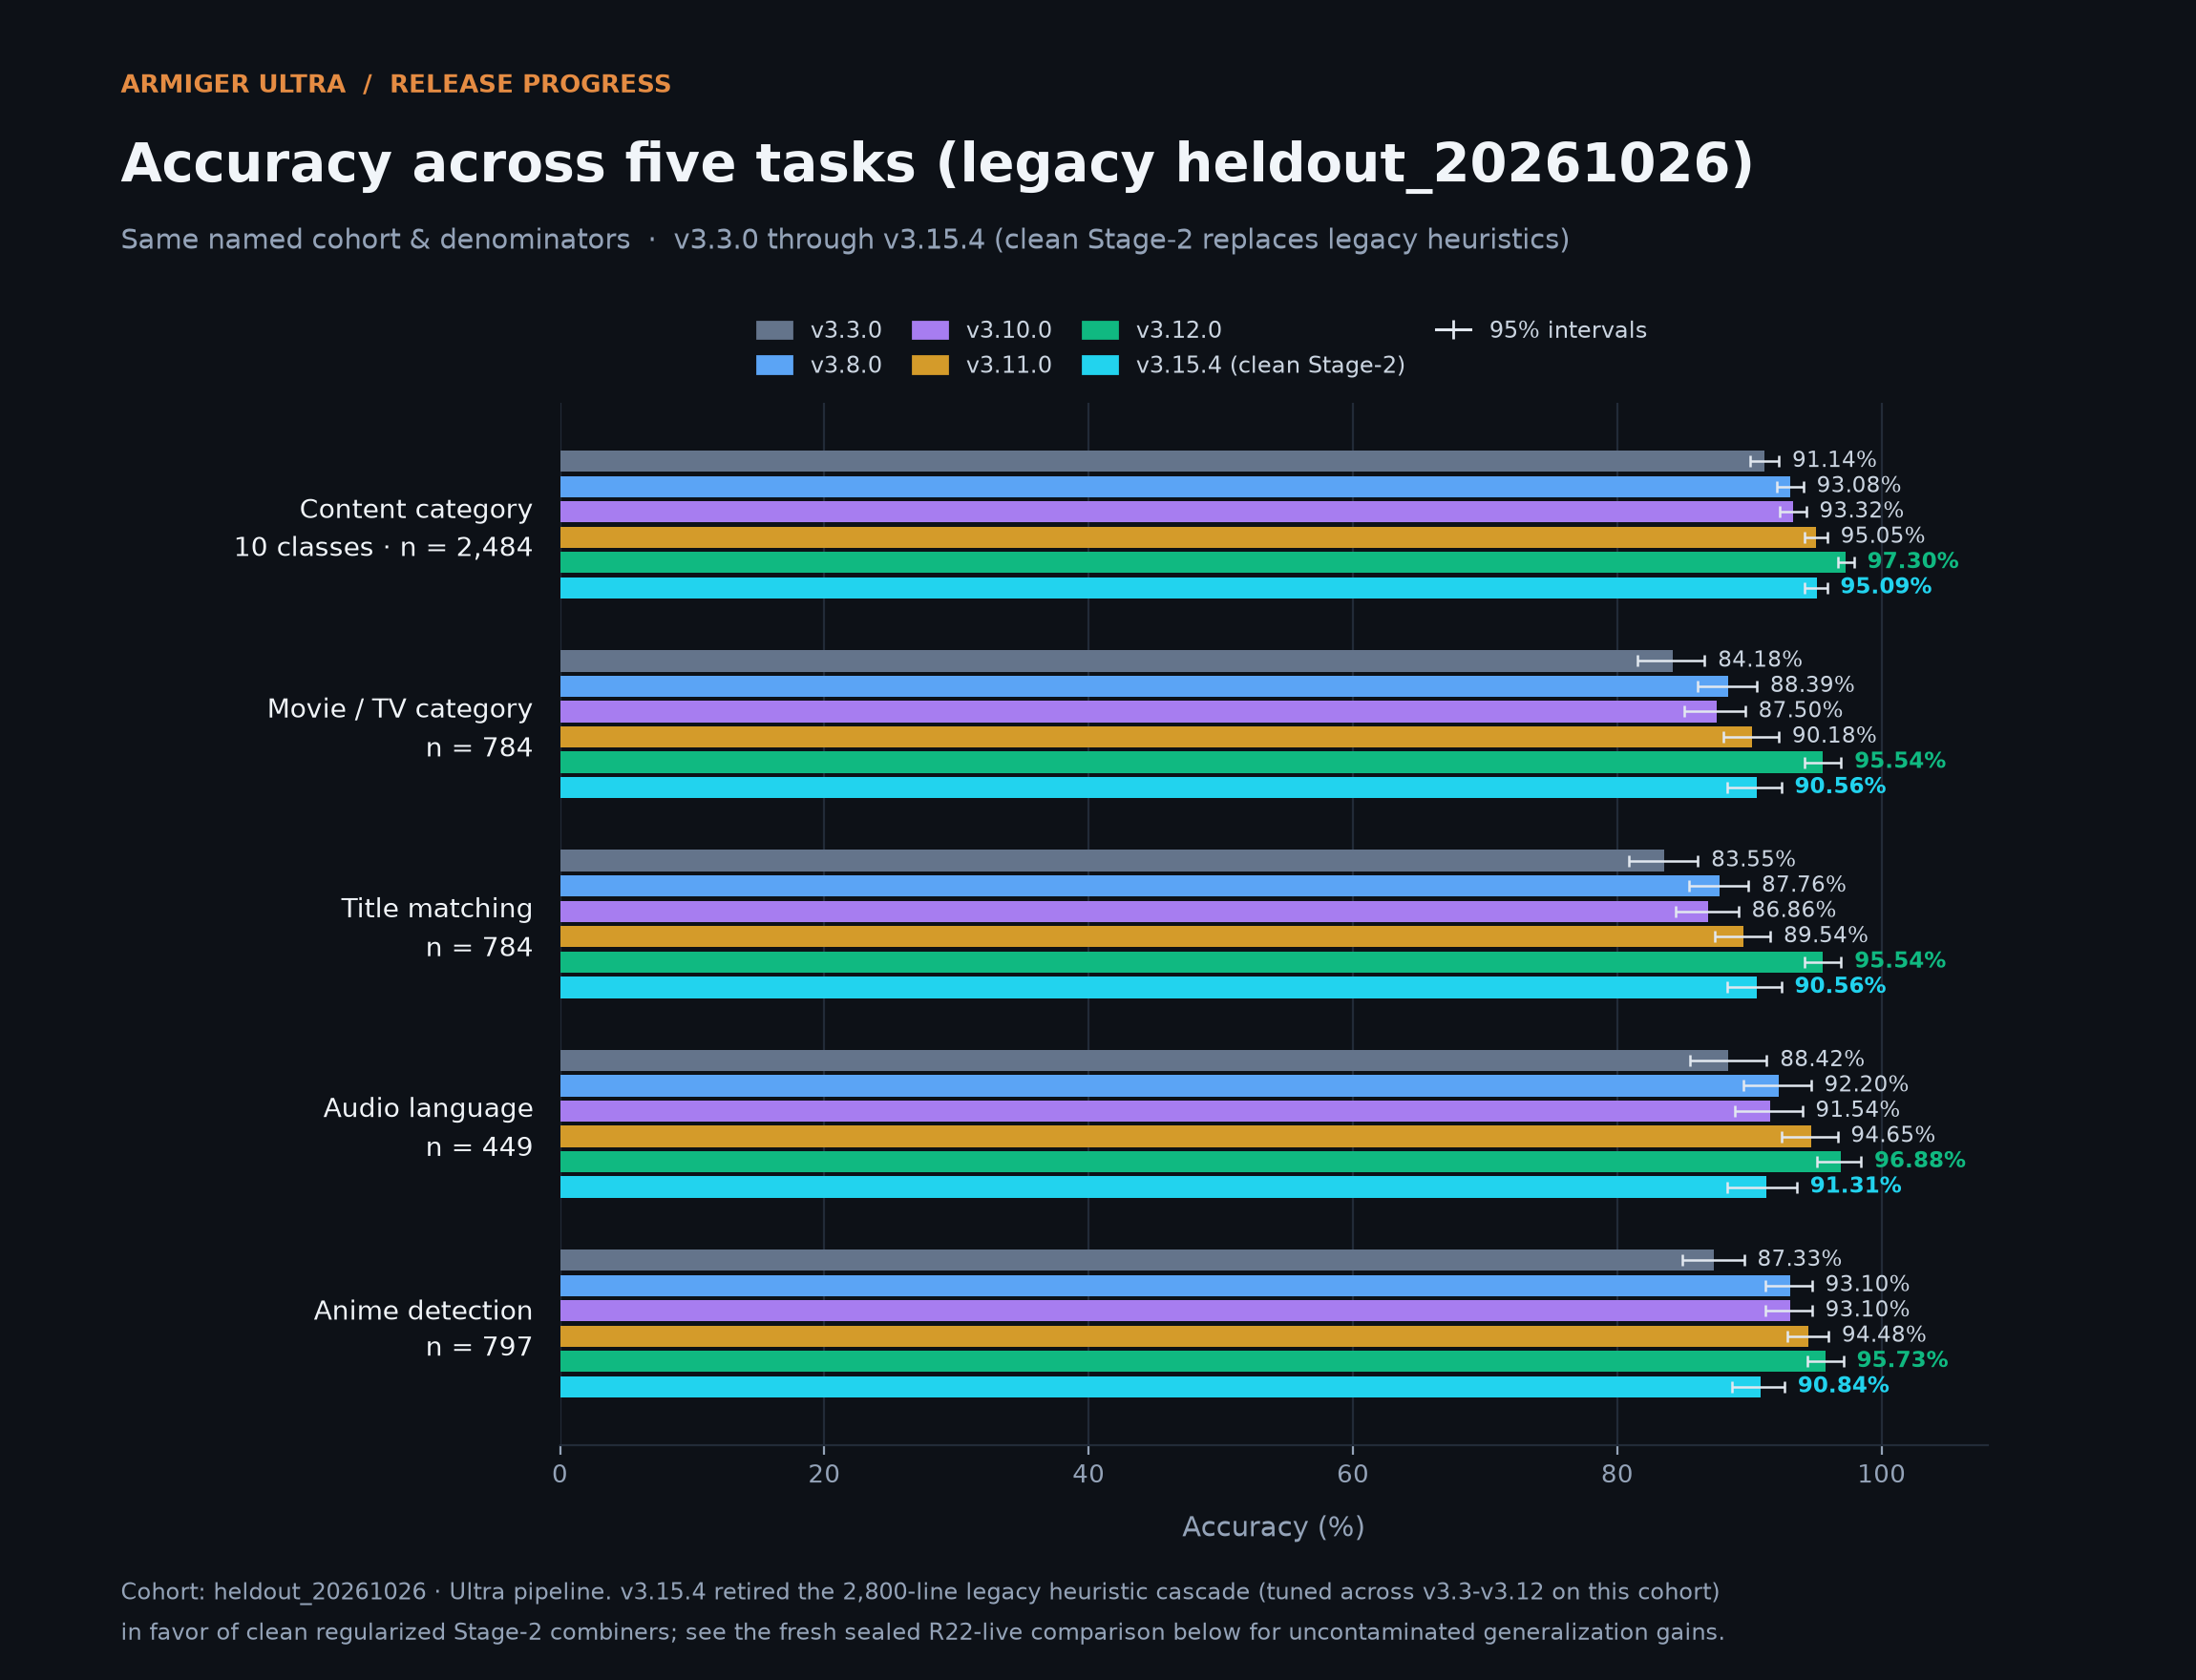 ARMIGER ULTRA / RELEASE PROGRESS
Accuracy across five tasks (legacy heldout_20261026)
Same named cohort & denominators · v3.3.0 through v3.15.4 (clean Stage-2 replaces legacy heuristics)
v3.3.0 v3.10.0 v3.12.0 95% intervals
v3.8.0 v3.11.0 v3.15.4 (clean Stage-2)
Content category
10 classes · n = 2,484
91.14%
93.08%
93.32%
95.05%
97.30%
95.09%
Movie / TV category
n = 784
84.18%
88.39%
87.50%
90.18%
95.54%
90.56%
Title matching
n = 784
83.55%
87.76%
86.86%
89.54%
95.54%
90.56%
Audio language
n = 449
88.42%
92.20%
91.54%
94.65%
96.88%
91.31%
Anime detection
n = 797
87.33%
93.10%
93.10%
94.48%
95.73%
90.84%
0 20 40 60 80 100
Accuracy (%)
Cohort: heldout_20261026 · Ultra pipeline. v3.15.4 retired the 2,800-line legacy heuristic cascade (tuned across v3.3-v3.12 on this cohort)
in favor of clean regularized Stage-2 combiners; see the fresh sealed R22-live comparison below for uncontaminated generalization gains.